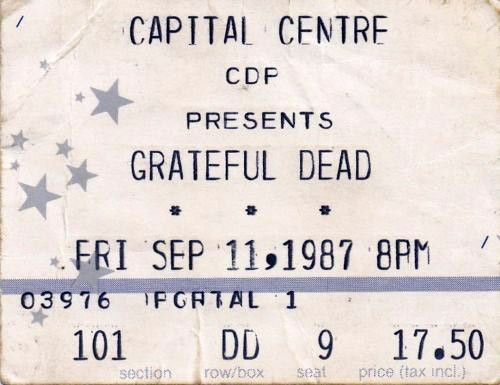 CAPITAL CENTRE
CDP
PRESENTS
GRATEFUL DEAD
* * *
FRI SEP 11,1987 8PM
03976 PORTAL 1
101 DD 9 17.50
section row/box seat price (tax incl.)